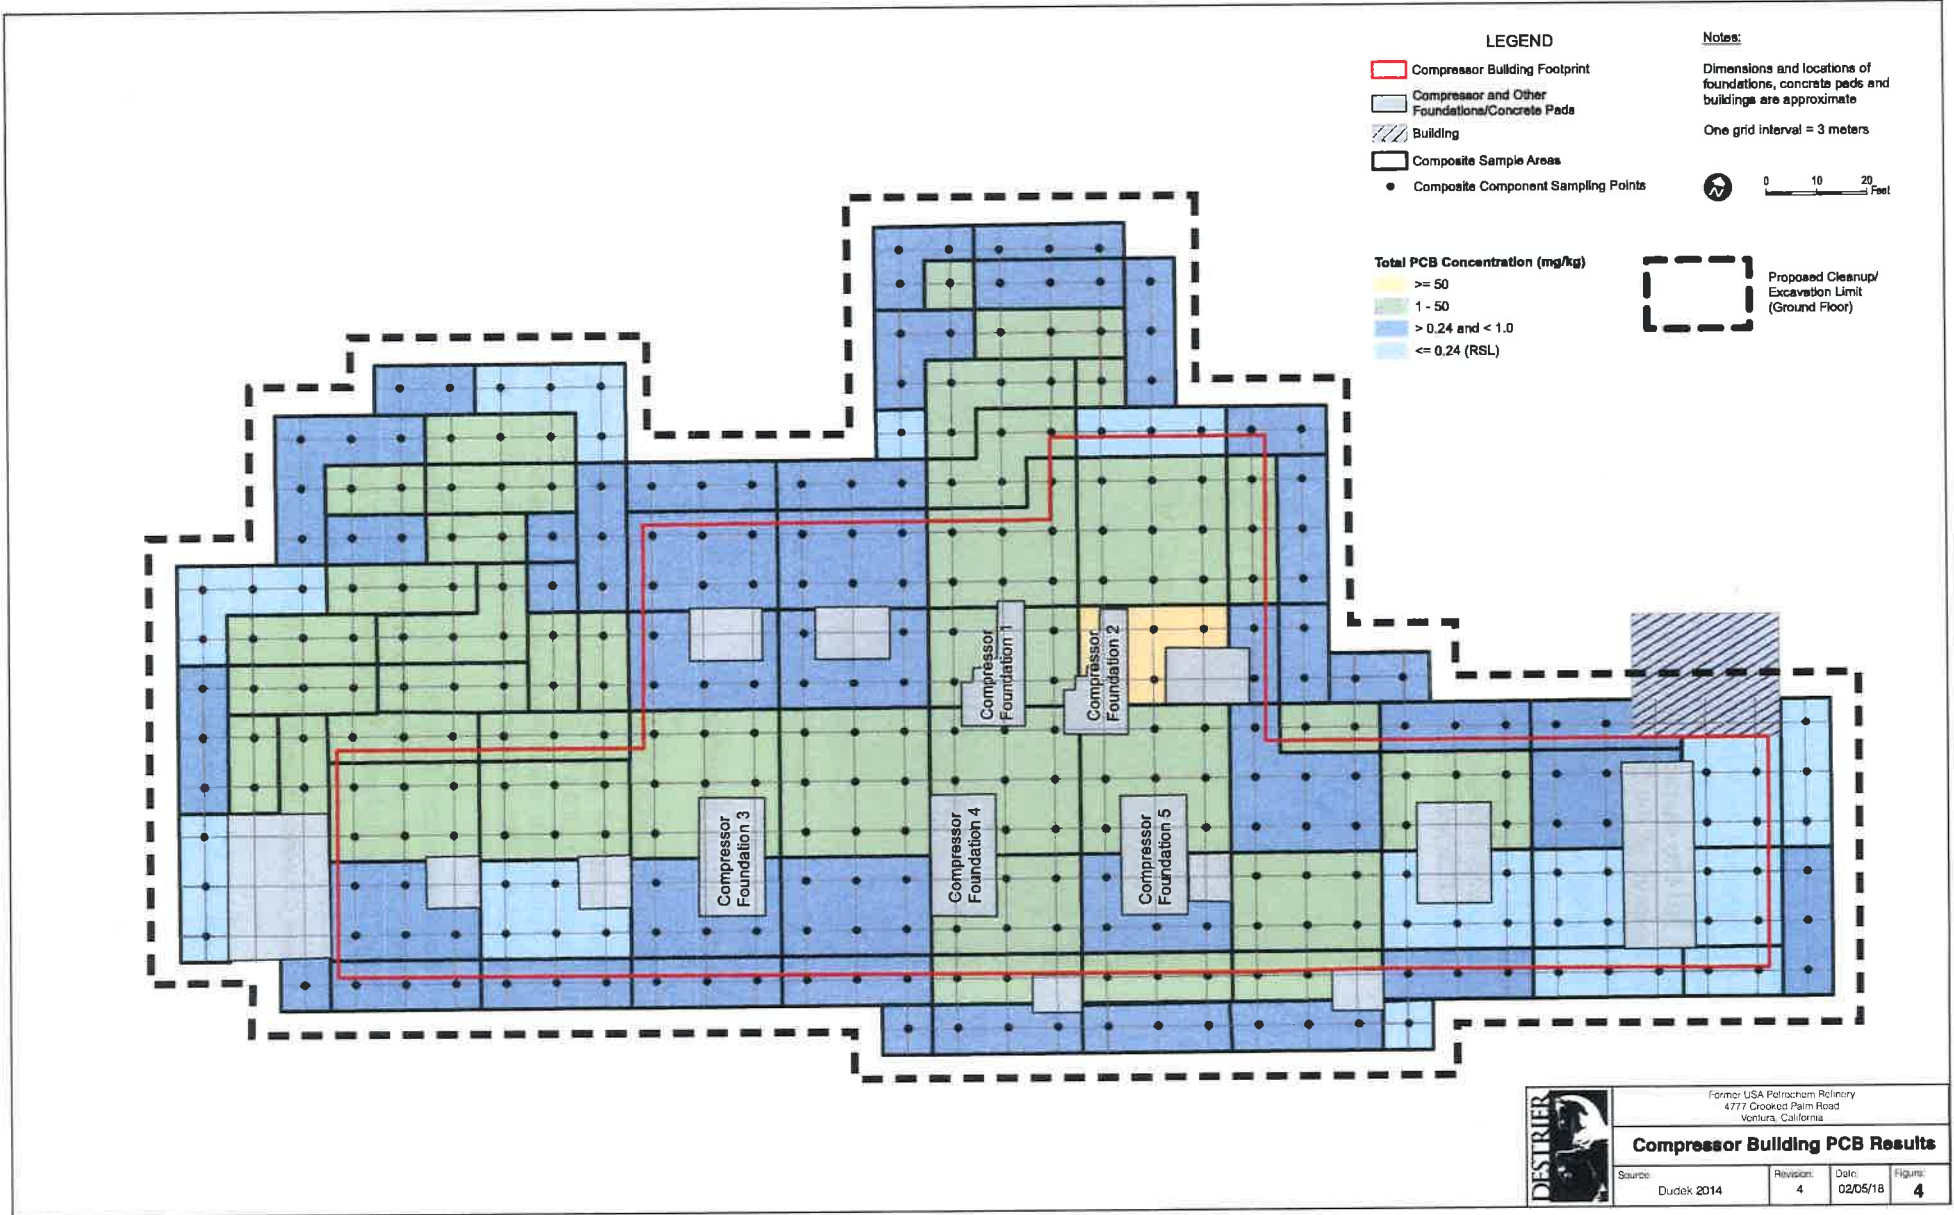 LEGEND
Compressor Building Footprint
Compressor and Other
Foundations/Concrete Pads
Building
Composite Sample Areas
Composite Component Sampling Points
Notes:
Dimensions and locations of
foundations, concrete pads and
buildings are approximate
One grid interval = 3 meters
N
0 10 20
Feet
Total PCB Concentration (mg/kg)
>= 50
1 - 50
> 0.24 and < 1.0
<= 0.24 (RSL)
Proposed Cleanup/
Excavation Limit
(Ground Floor)
Compressor
Foundation 1
Compressor
Foundation 2
Compressor
Foundation 3
Compressor
Foundation 4
Compressor
Foundation 5
DESTRIER
Former USA Petrochem Refinery
4777 Crooked Palm Road
Ventura, California
Compressor Building PCB Results
Source:
Dudek 2014
Revision:
4
Date:
02/05/18
Figure:
4